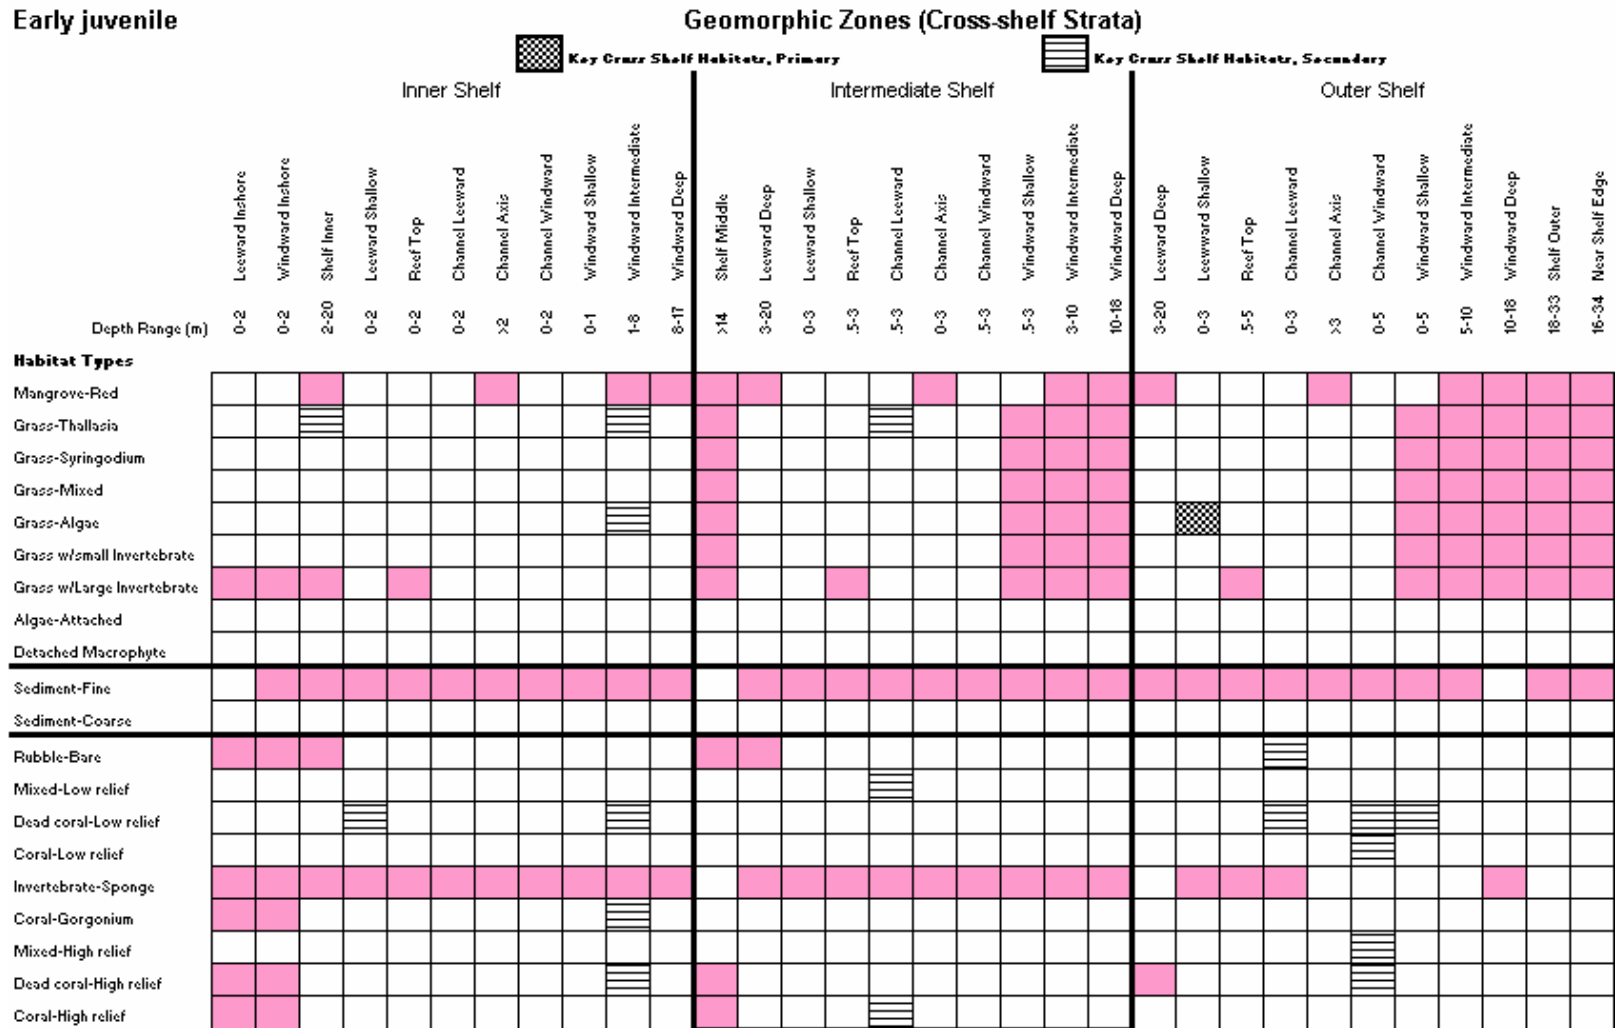 Early juvenile
Geomorphic Zones (Cross-shelf Strata)
Key Cross Shelf Habitats, Primary
Key Cross Shelf Habitats, Secondary
Inner Shelf
Intermediate Shelf
Outer Shelf
Leeward Inshore
Windward Inshore
Shelf Inner
Leeward Shallow
Reef Top
Channel Leeward
Channel Axis
Channel Windward
Windward Shallow
Windward Intermediate
Windward Deep
Shelf Middle
Leeward Deep
Leeward Shallow
Reef Top
Channel Leeward
Channel Axis
Channel Windward
Windward Shallow
Windward Intermediate
Windward Deep
Leeward Deep
Leewward Shallow
Reef Top
Channel Leeward
Channel Axis
Channel Windward
Windward Shallow
Windward Intermediate
Windward Deep
Shelf Outer
Near Shelf Edge
Depth Range (m)
0-2
0-2
2-20
0-2
0-2
0-2
>2
0-2
0-1
1-8
8-17
>14
3-20
0-3
.5-3
.5-3
0-3
.5-3
.5-3
3-10
10-18
3-20
0-3
.5-5
0-3
>3
0-5
0-5
5-10
10-18
18-33
16-34
Habitat Types
Mangrove-Red
Grass-Thallasia
Grass-Syringodium
Grass-Mixed
Grass-Algae
Grass w/small Invertebrate
Grass w/Large Invertebrate
Algae-Attached
Detached Macrophyte
Sediment-Fine
Sediment-Coarse
Rubble-Bare
Mixed-Low relief
Dead coral-Low relief
Coral-Low relief
Invertebrate-Sponge
Coral-Gorgonium
Mixed-High relief
Dead coral-High relief
Coral-High relief